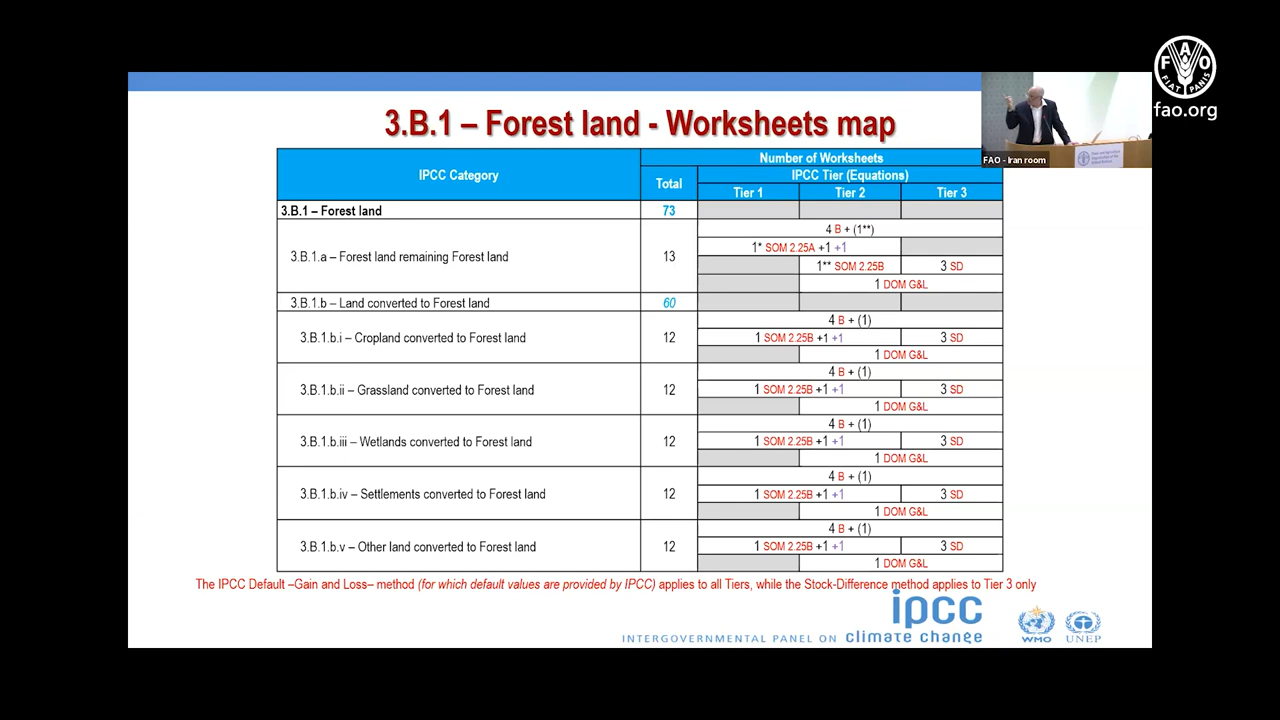 FAO
FIAT PANIS
fao.org
3.B.1 – Forest land - Worksheets map
FAO - Iran room
IPCC Category
Number of Worksheets
Total
IPCC Tier (Equations)
Tier 1 Tier 2 Tier 3
3.B.1 – Forest land 73
3.B.1.a – Forest land remaining Forest land 13
4 B + (1**)
1* SOM 2.25A +1 +1
1** SOM 2.25B 3 SD
1 DOM G&L
3.B.1.b – Land converted to Forest land 60
3.B.1.b.i – Cropland converted to Forest land 12
4 B + (1)
1 SOM 2.25B +1 +1 3 SD
1 DOM G&L
3.B.1.b.ii – Grassland converted to Forest land 12
4 B + (1)
1 SOM 2.25B +1 +1 3 SD
1 DOM G&L
3.B.1.b.iii – Wetlands converted to Forest land 12
4 B + (1)
1 SOM 2.25B +1 +1 3 SD
1 DOM G&L
3.B.1.b.iv – Settlements converted to Forest land 12
4 B + (1)
1 SOM 2.25B +1 +1 3 SD
1 DOM G&L
3.B.1.b.v – Other land converted to Forest land 12
4 B + (1)
1 SOM 2.25B +1 +1 3 SD
1 DOM G&L
The IPCC Default –Gain and Loss– method (for which default values are provided by IPCC) applies to all Tiers, while the Stock-Difference method applies to Tier 3 only
ipcc
INTERGOVERNMENTAL PANEL ON climate change
WMO
UNEP